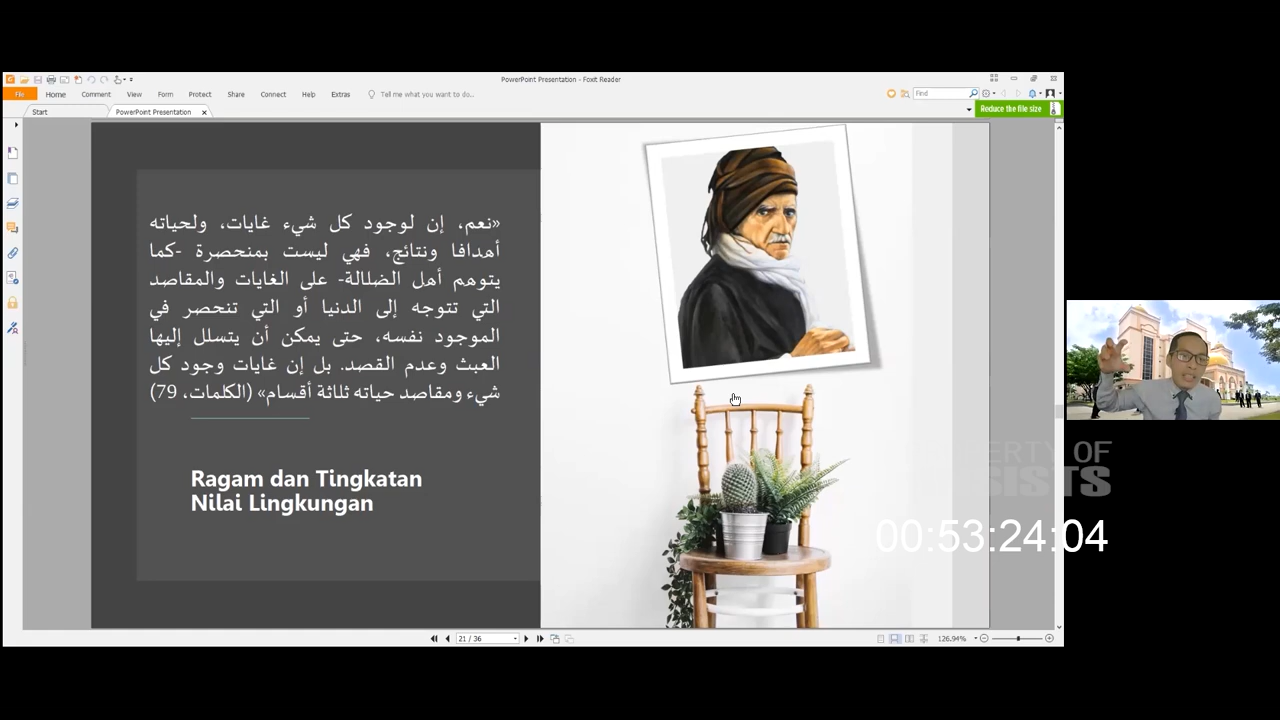 PowerPoint Presentation - Foxit Reader
File Home Comment View Form Protect Share Connect Help Extras Tell me what you want to do... Find
Start PowerPoint Presentation Reduce the file size
«نعم، إن لوجود كل شيء غايات، ولحياته
أهدافا ونتائج، فهي ليست بمنحصرة -كما
يتوهم أهل الضلالة- على الغايات والمقاصد
التي تتوجه إلى الدنيا أو التي تنحصر في
الموجود نفسه، حتى يمكن أن يتسلل إليها
العبث وعدم القصد. بل إن غايات وجود كل
شيء ومقاصد حياته ثلاثة أقسام» (الكلمات، 79)
Ragam dan Tingkatan
Nilai Lingkungan
ERTY OF
SISTS
00:53:24:04
21 / 36
126.94%